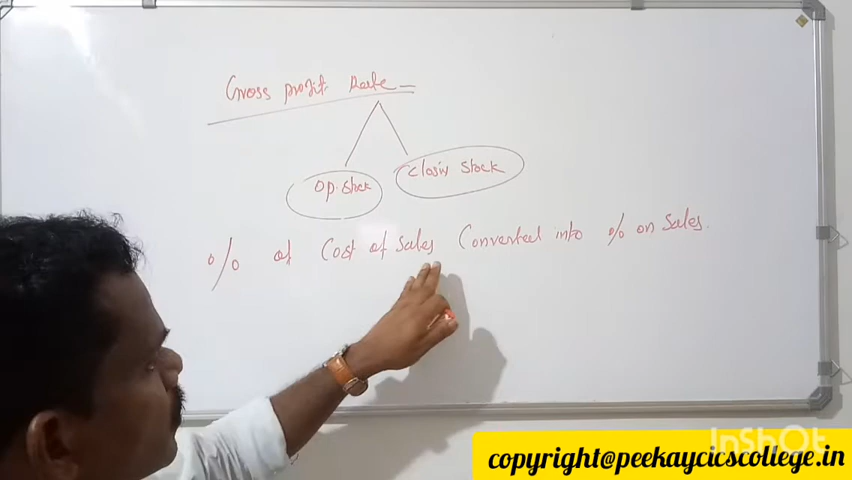 Gross profit Rate
Op. Stock
Closin Stock
% of Cost of Sales Converted into % on Sales.
InShOt
copyright@peekaycicscollege.in